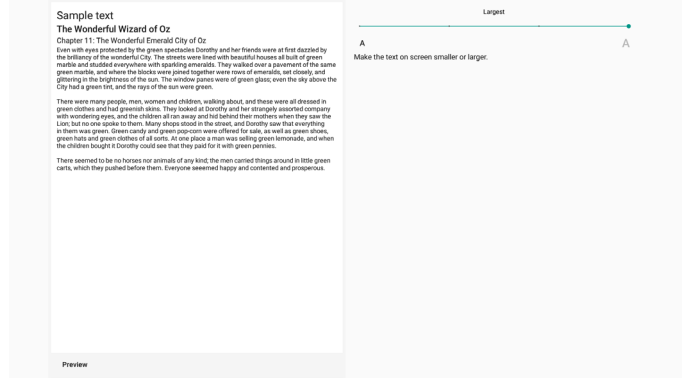 Sample text
The Wonderful Wizard of Oz
Chapter 11: The Wonderful Emerald City of Oz
Even with eyes protected by the green spectacles Dorothy and her friends were at first dazzled by
the brilliancy of the wonderful City. The streets were lined with beautiful houses all built of green
marble and studded everywhere with sparkling emeralds. They walked over a pavement of the same
green marble, and where the blocks were joined together were rows of emeralds, set closely, and
glittering in the brightness of the sun. The window panes were of green glass; even the sky above the
City had a green tint, and the rays of the sun were green.
There were many people, men, women and children, walking about, and these were all dressed in
green clothes and had greenish skins. They looked at Dorothy and her strangely assorted company
with wondering eyes, and the children all ran away and hid behind their mothers when they saw the
Lion; but no one spoke to them. Many shops stood in the street, and Dorothy saw that everything
in them was green. Green candy and green pop-corn were offered for sale, as well as green shoes,
green hats and green clothes of all sorts. At one place a man was selling green lemonade, and when
the children bought it Dorothy could see that they paid for it with green pennies.
There seemed to be no horses nor animals of any kind; the men carried things around in little green
carts, which they pushed before them. Everyone seeemed happy and contented and prosperous.
Preview
Largest
A A
Make the text on screen smaller or larger.